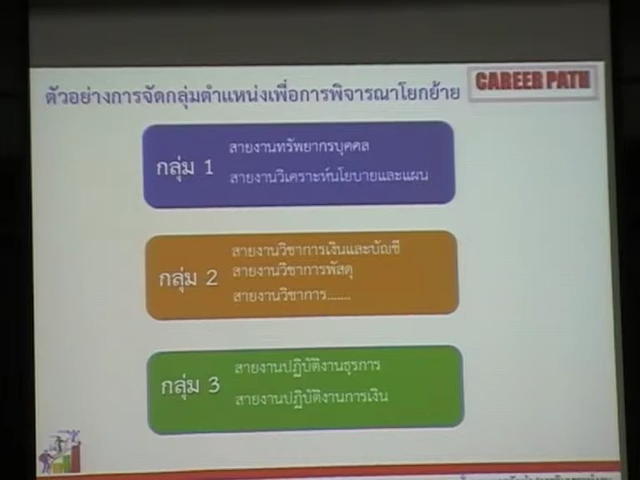 ตัวอย่างการจัดกลุ่มตำแหน่งเพื่อการพิจารณาโยกย้าย
CAREER PATH
กลุ่ม 1
สายงานทรัพยากรบุคคล
สายงานวิเคราะห์นโยบายและแผน
กลุ่ม 2
สายงานวิชาการเงินและบัญชี
สายงานวิชาการพัสดุ
สายงานวิชาการ.......
กลุ่ม 3
สายงานปฏิบัติงานธุรการ
สายงานปฏิบัติงานการเงิน